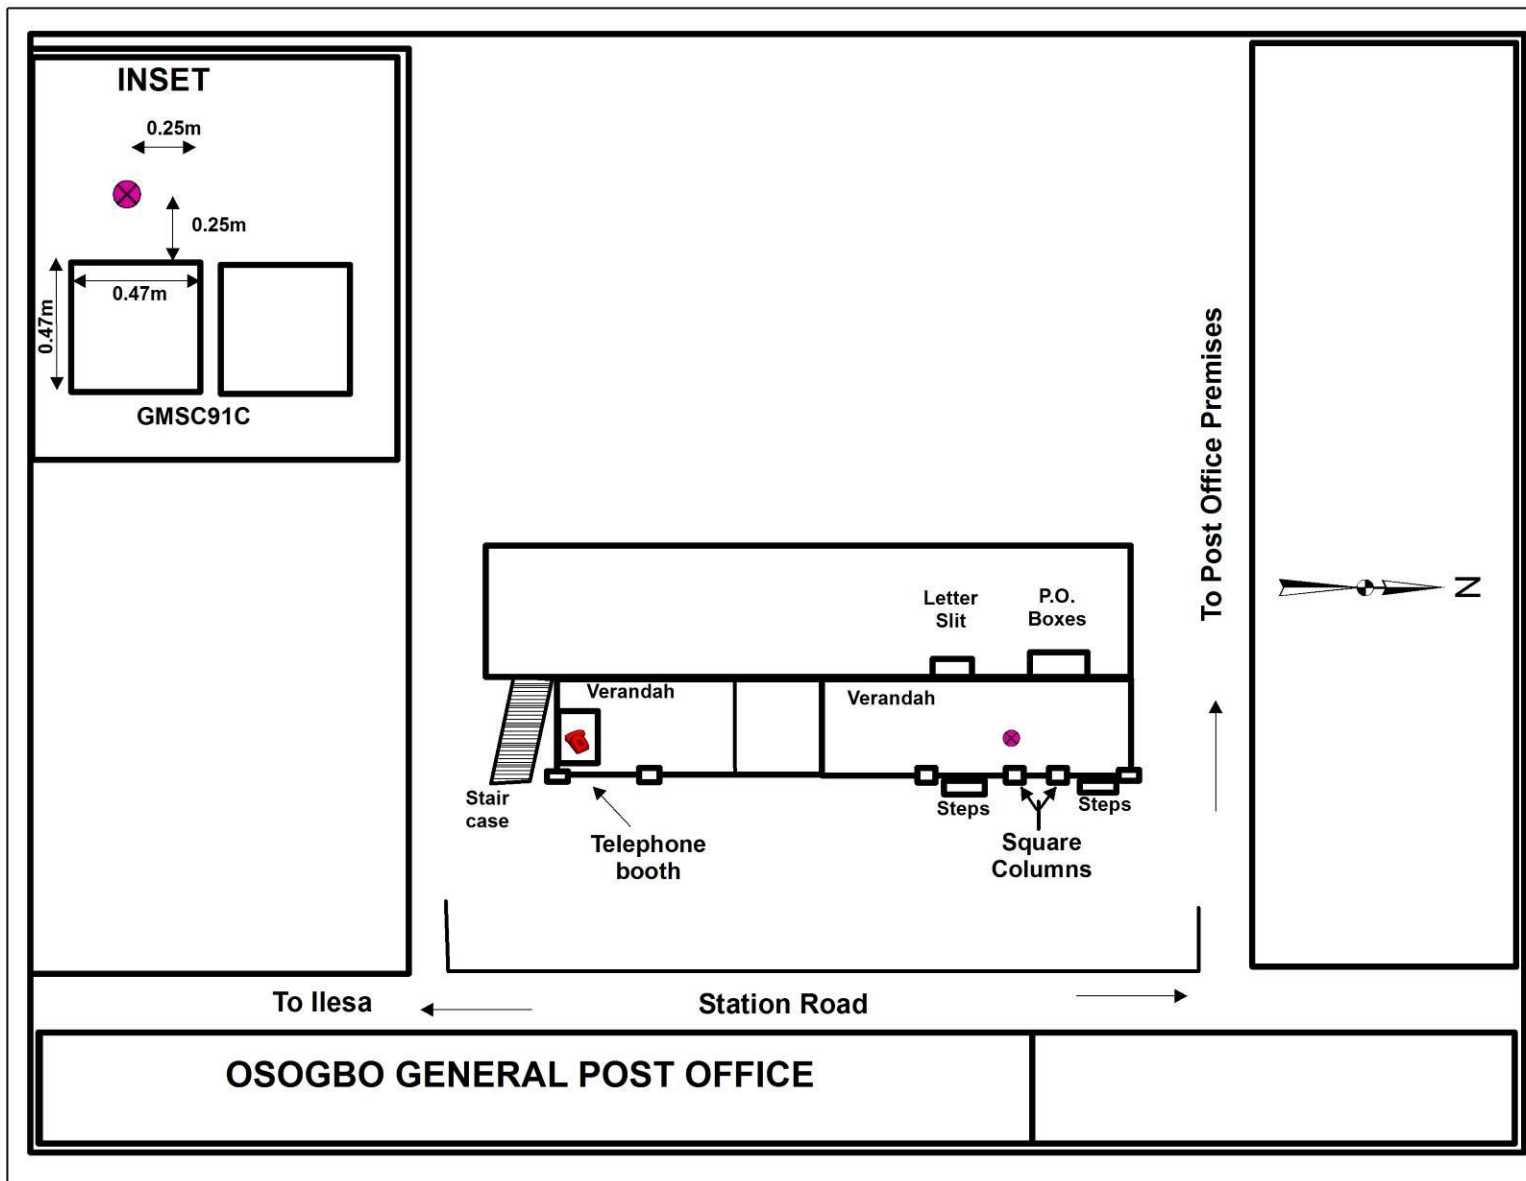 INSET
0.25m
0.25m
0.47m
0.47m
GMSC91C
To Post Office Premises
N
Letter
Slit
P.O.
Boxes
Verandah
Verandah
Stair
case
Steps
Steps
Telephone
booth
Square
Columns
To Ilesa
Station Road
OSOGBO GENERAL POST OFFICE